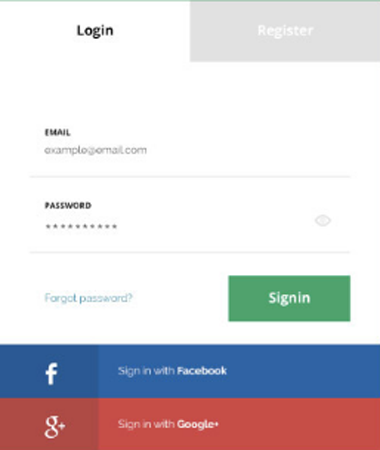 Login
Register
EMAIL
example@email.com
PASSWORD
**********
Forgot password?
Signin
f
Sign in with Facebook
g+
Sign in with Google+